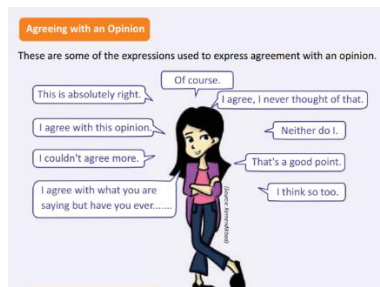 Agreeing with an Opinion
These are some of the expressions used to express agreement with an opinion.
Of course.
This is absolutely right.
I agree, I never thought of that.
I agree with this opinion.
Neither do I.
I couldn't agree more.
That's a good point.
I agree with what you are
saying but have you ever.......
I think so too.